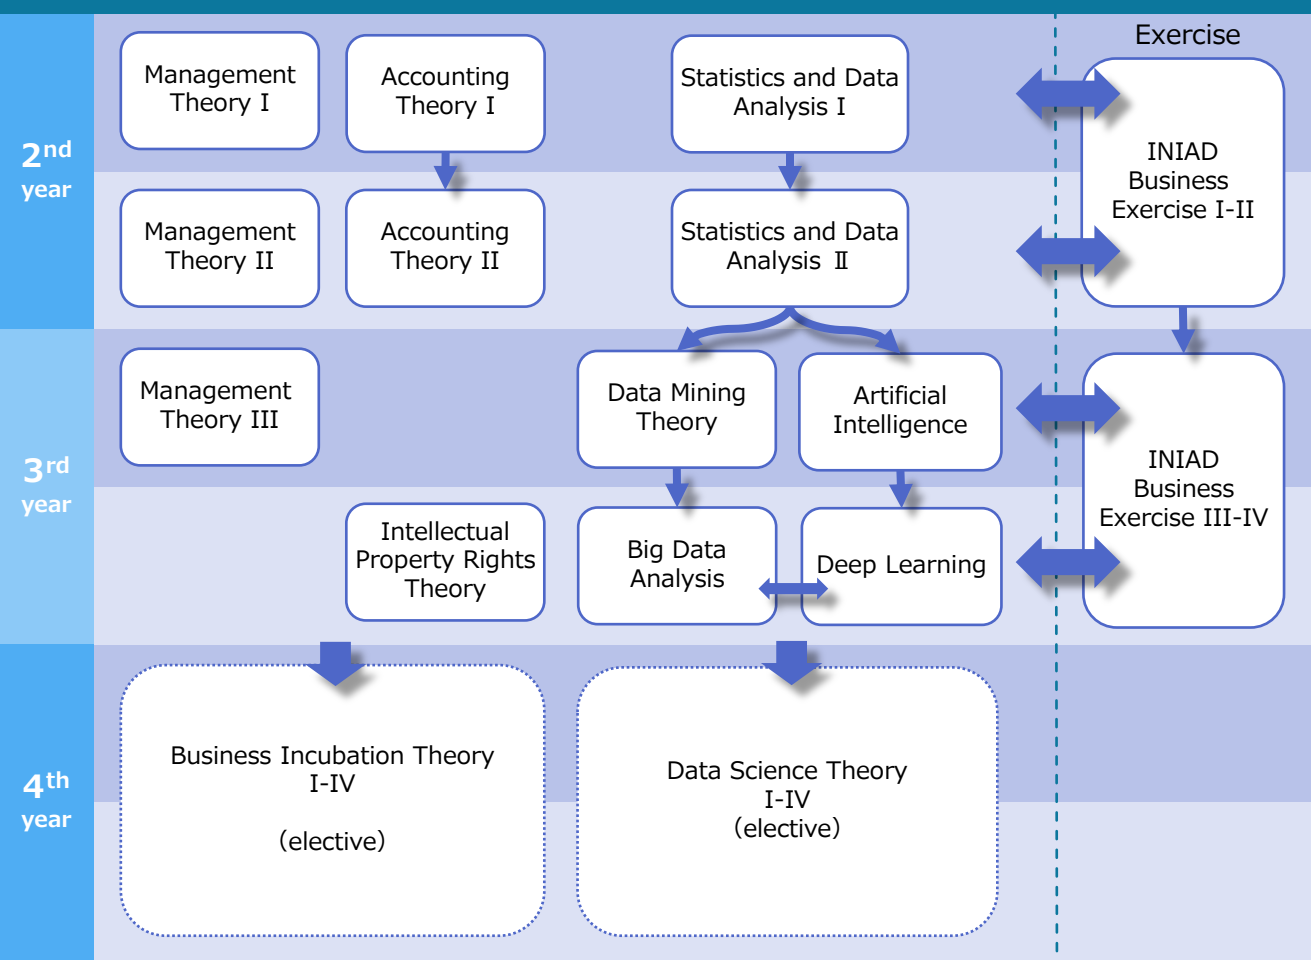 Exercise
2nd
year
Management
Theory I
Accounting
Theory I
Statistics and Data
Analysis I
INIAD
Business
Exercise I-II
Management
Theory II
Accounting
Theory II
Statistics and Data
Analysis Ⅱ
3rd
year
Management
Theory III
Data Mining
Theory
Artificial
Intelligence
INIAD
Business
Exercise III-IV
Intellectual
Property Rights
Theory
Big Data
Analysis
Deep Learning
4th
year
Business Incubation Theory
I-IV
（elective）
Data Science Theory
I-IV
（elective）